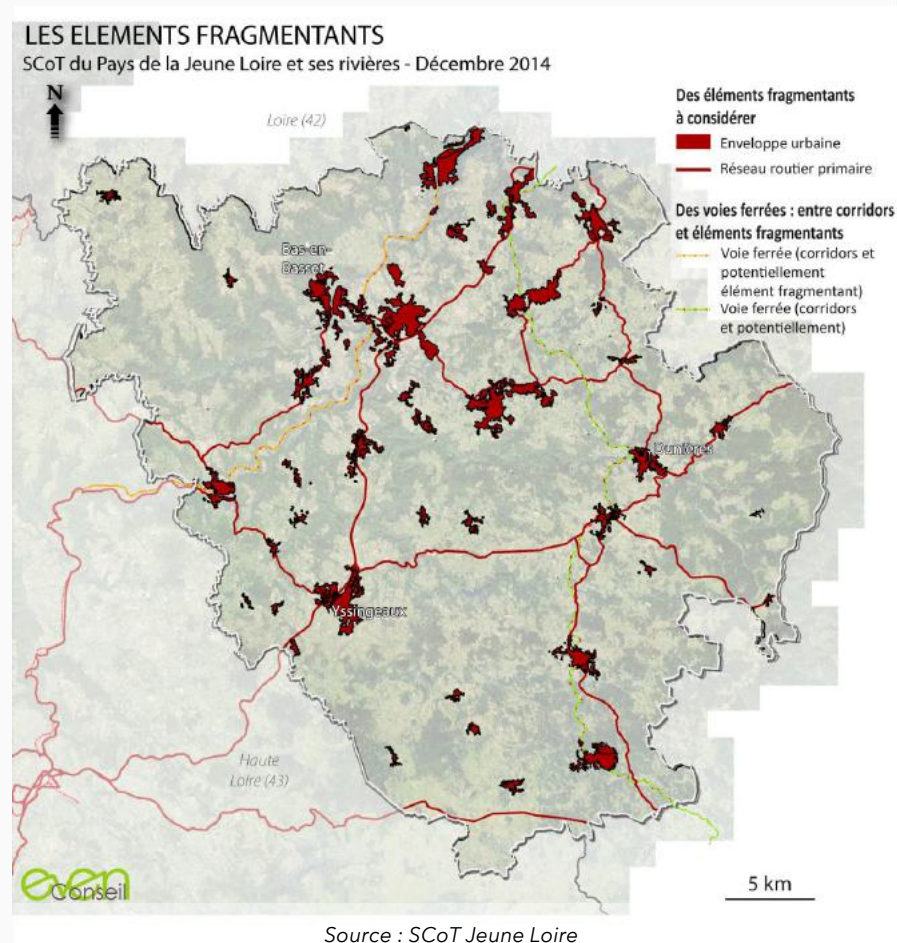 LES ELEMENTS FRAGMENTANTS
SCoT du Pays de la Jeune Loire et ses rivières - Décembre 2014
N
Loire (42)
Des éléments fragmentants
à considérer
Enveloppe urbaine
Réseau routier primaire
Des voies ferrées : entre corridors
et éléments fragmentants
Voie ferrée (corridors et
potentiellement
élément fragmentant)
Voie ferrée (corridors
et potentiellement)
Bas-en-
Basset
Dunières
Yssingeaux
Haute
Loire (43)
even
Conseil
5 km
Source : SCoT Jeune Loire